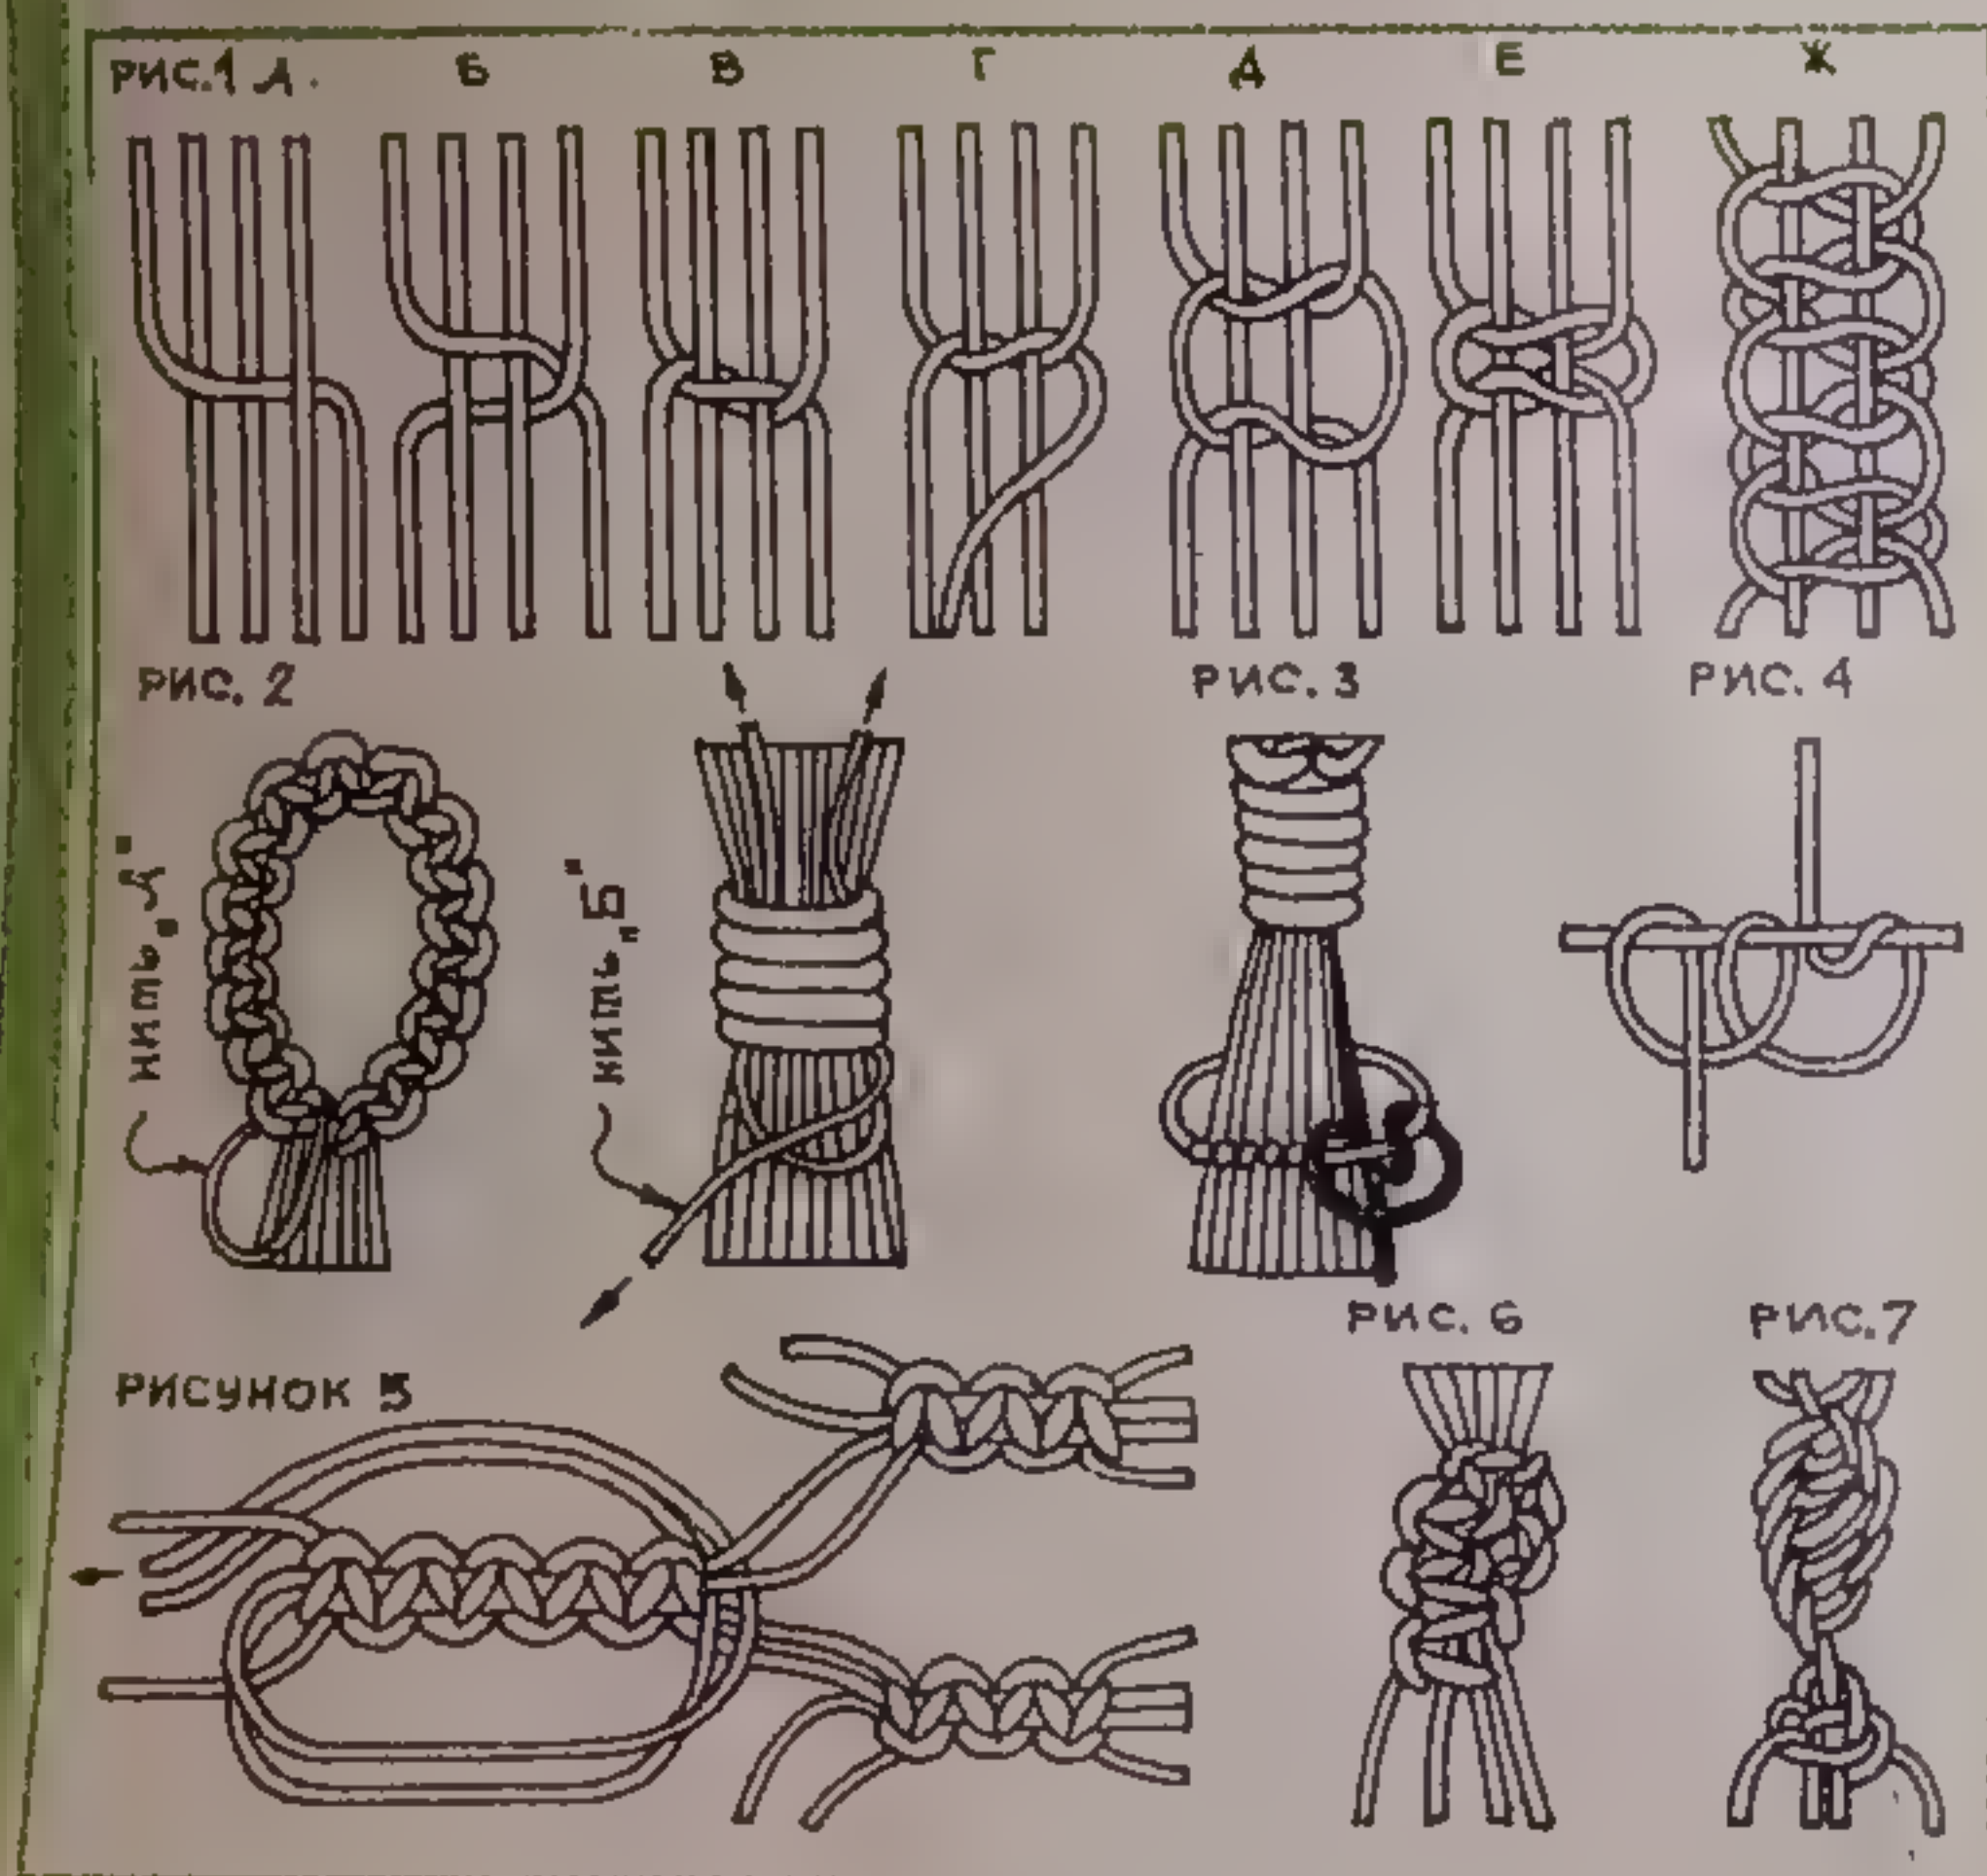 РИС.1 А.
Б
В
Г
Д
Е
Ж
РИС. 2
РИС. 3
РИС. 4
нить „А"
нить „Б"
РИС. 6
РИС.7
РИСУНОК 5